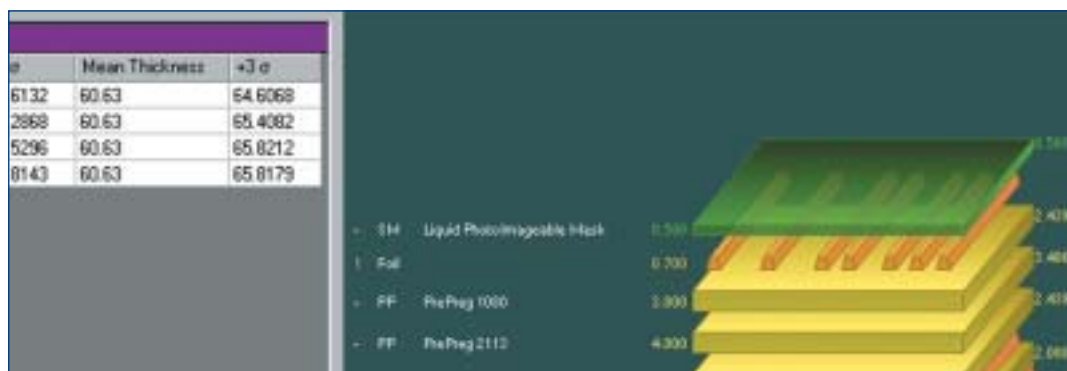 σ Mean Thickness +3 σ
6132 60.63 64.6068
2868 60.63 65.4082
5296 60.63 65.8212
8143 60.63 65.8179
- SM Liquid PhotoImageable Mask 0.500
1 Foil 0.700
- PP PrePreg 1080 3.000
- PP PrePreg 2113 4.000